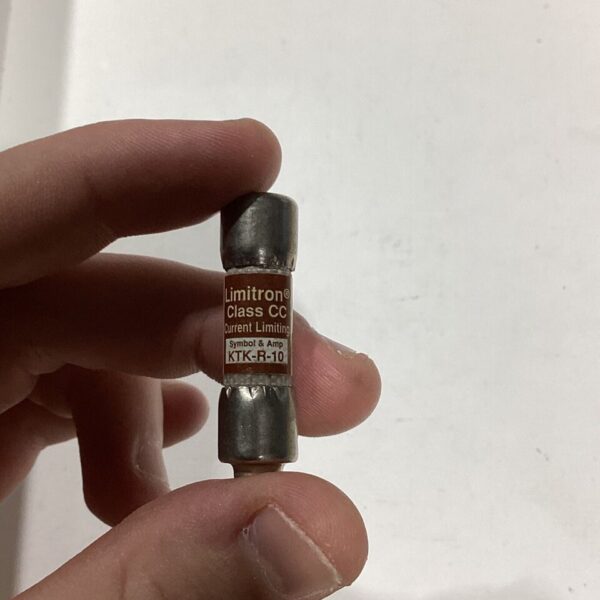 Limitron®
Class CC
Current Limiting
Symbol & Amp
KTK-R-10